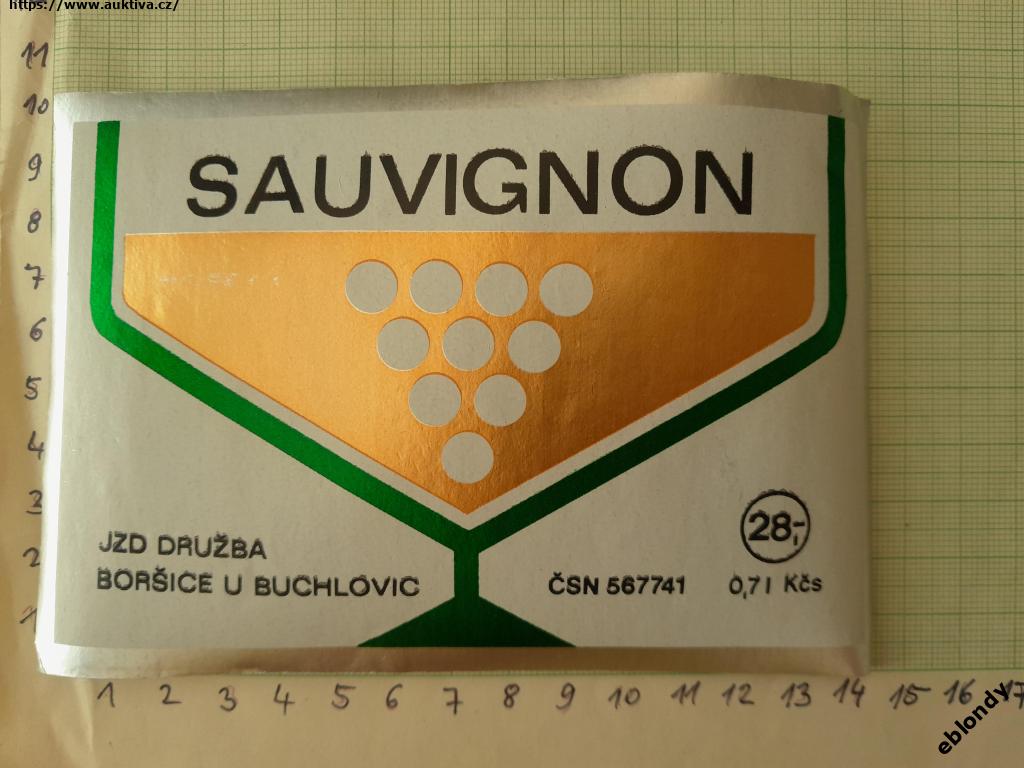 https://www.auktiva.cz/
11
10
9
8
7
6
5
4
3
2
1
SAUVIGNON
28,-
JZD DRUŽBA
BORŠICE U BUCHLOVIC
ČSN 567741 0,7 l Kčs
1 2 3 4 5 6 7 8 9 10 11 12 13 14 15 16 17
eblondy